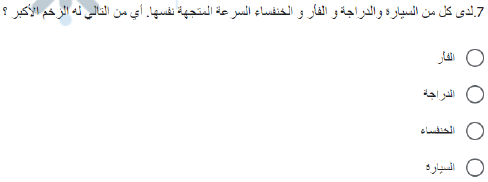 7.لدى كل من السيارة والدراجة و الفأر و الخنفساء السرعة المتجهة نفسها. أي من التالي له الزخم الأكبر ؟
الفأر
الدراجة
الخنفساء
السيارة